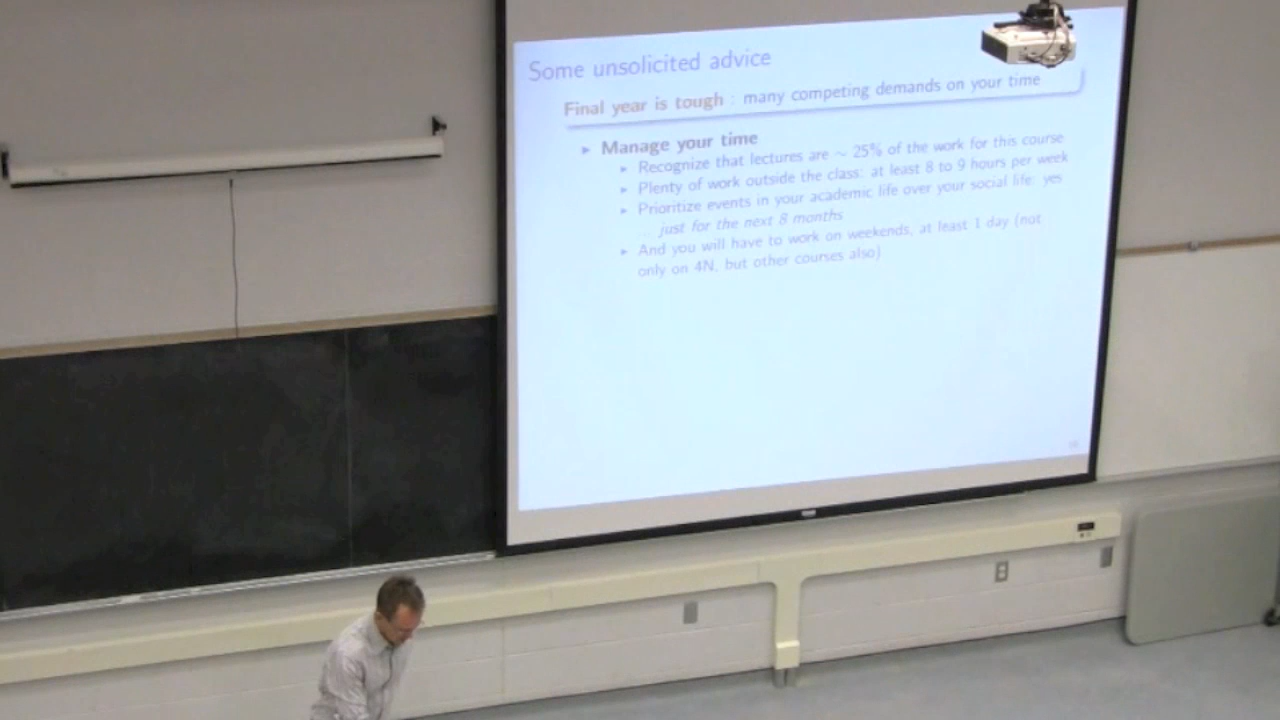 Some unsolicited advice
Final year is tough : many competing demands on your time
Manage your time
Recognize that lectures are ∼ 25% of the work for this course
Plenty of work outside the class: at least 8 to 9 hours per week
Prioritize events in your academic life over your social life: yes
... just for the next 8 months
And you will have to work on weekends, at least 1 day (not
only on 4N, but other courses also)